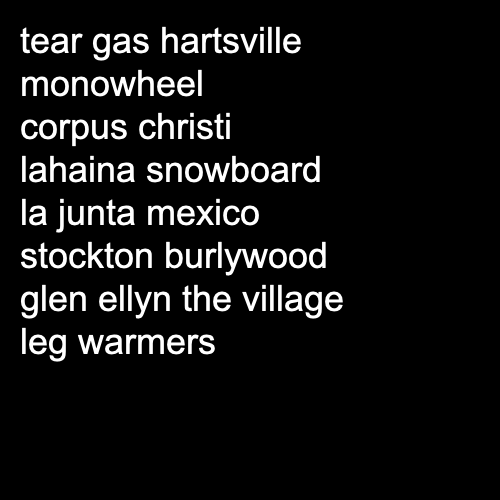 tear gas hartsville
monowheel
corpus christi
lahaina snowboard
la junta mexico
stockton burlywood
glen ellyn the village
leg warmers